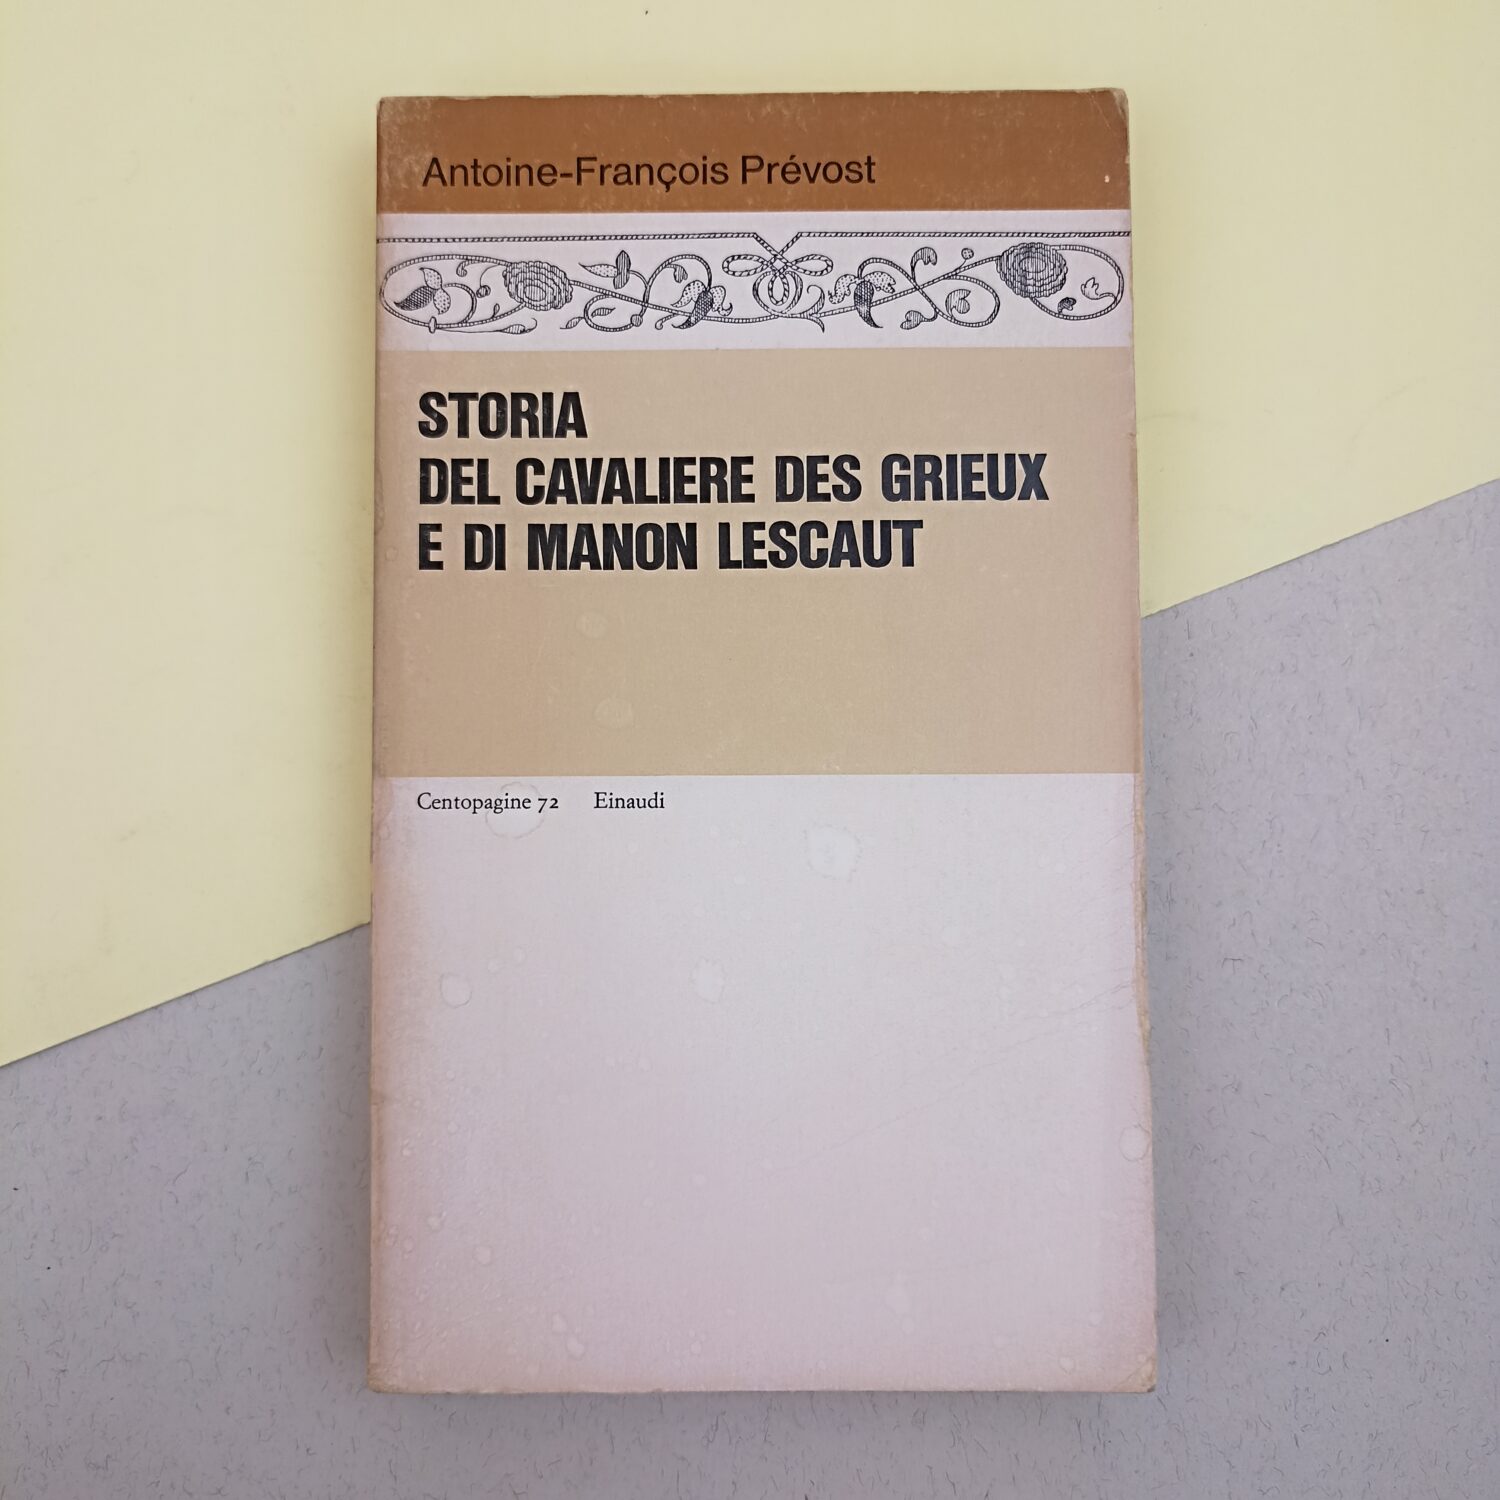 Antoine-François Prévost
STORIA
DEL CAVALIERE DES GRIEUX
E DI MANON LESCAUT
Centopagine 72 Einaudi